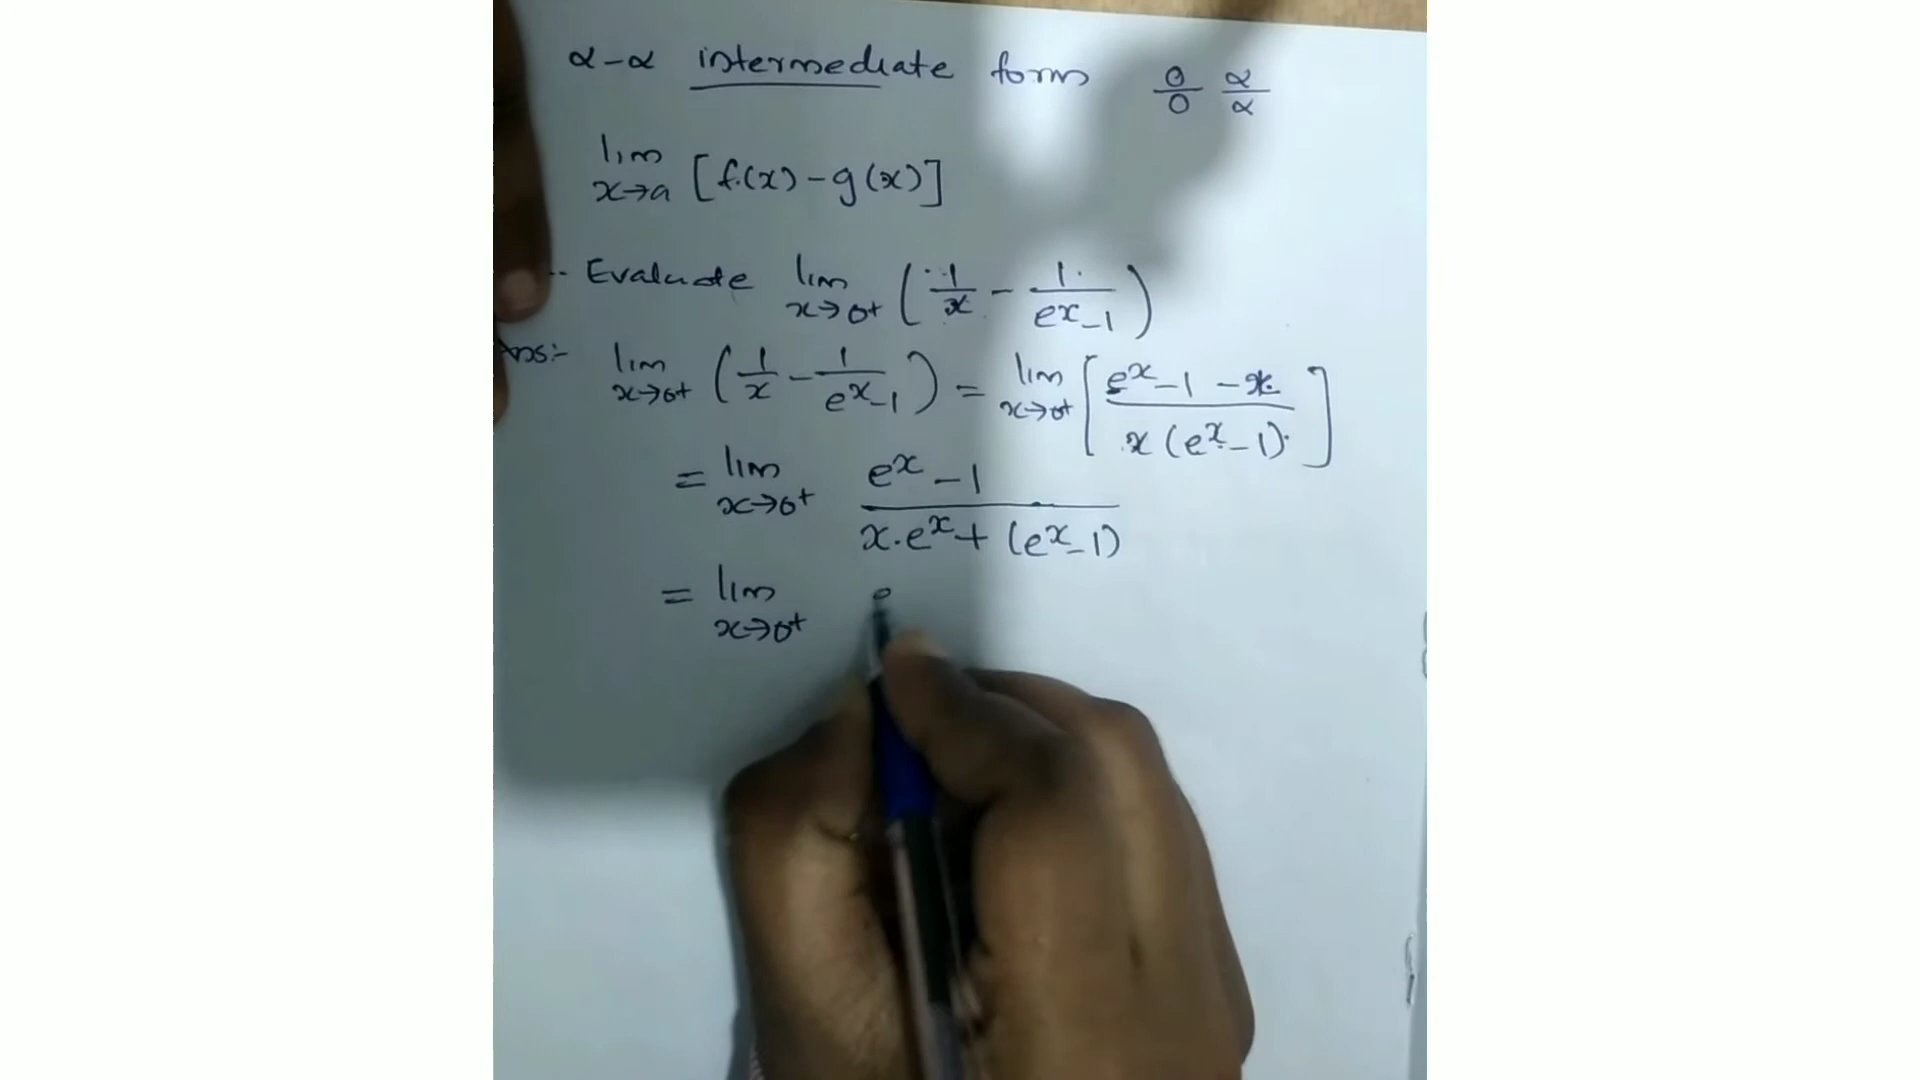 α-α intermediate form 0/0 α/α
lim x→a [f(x) - g(x)]
Evaluate lim x→0+ (1/x - 1/(e^x-1))
Ans:- lim x→0+ (1/x - 1/(e^x-1)) = lim x→0+ [(e^x-1-x)/(x(e^x-1))]
= lim x→0+ (e^x-1)/(x·e^x+(e^x-1))
= lim x→0+ e